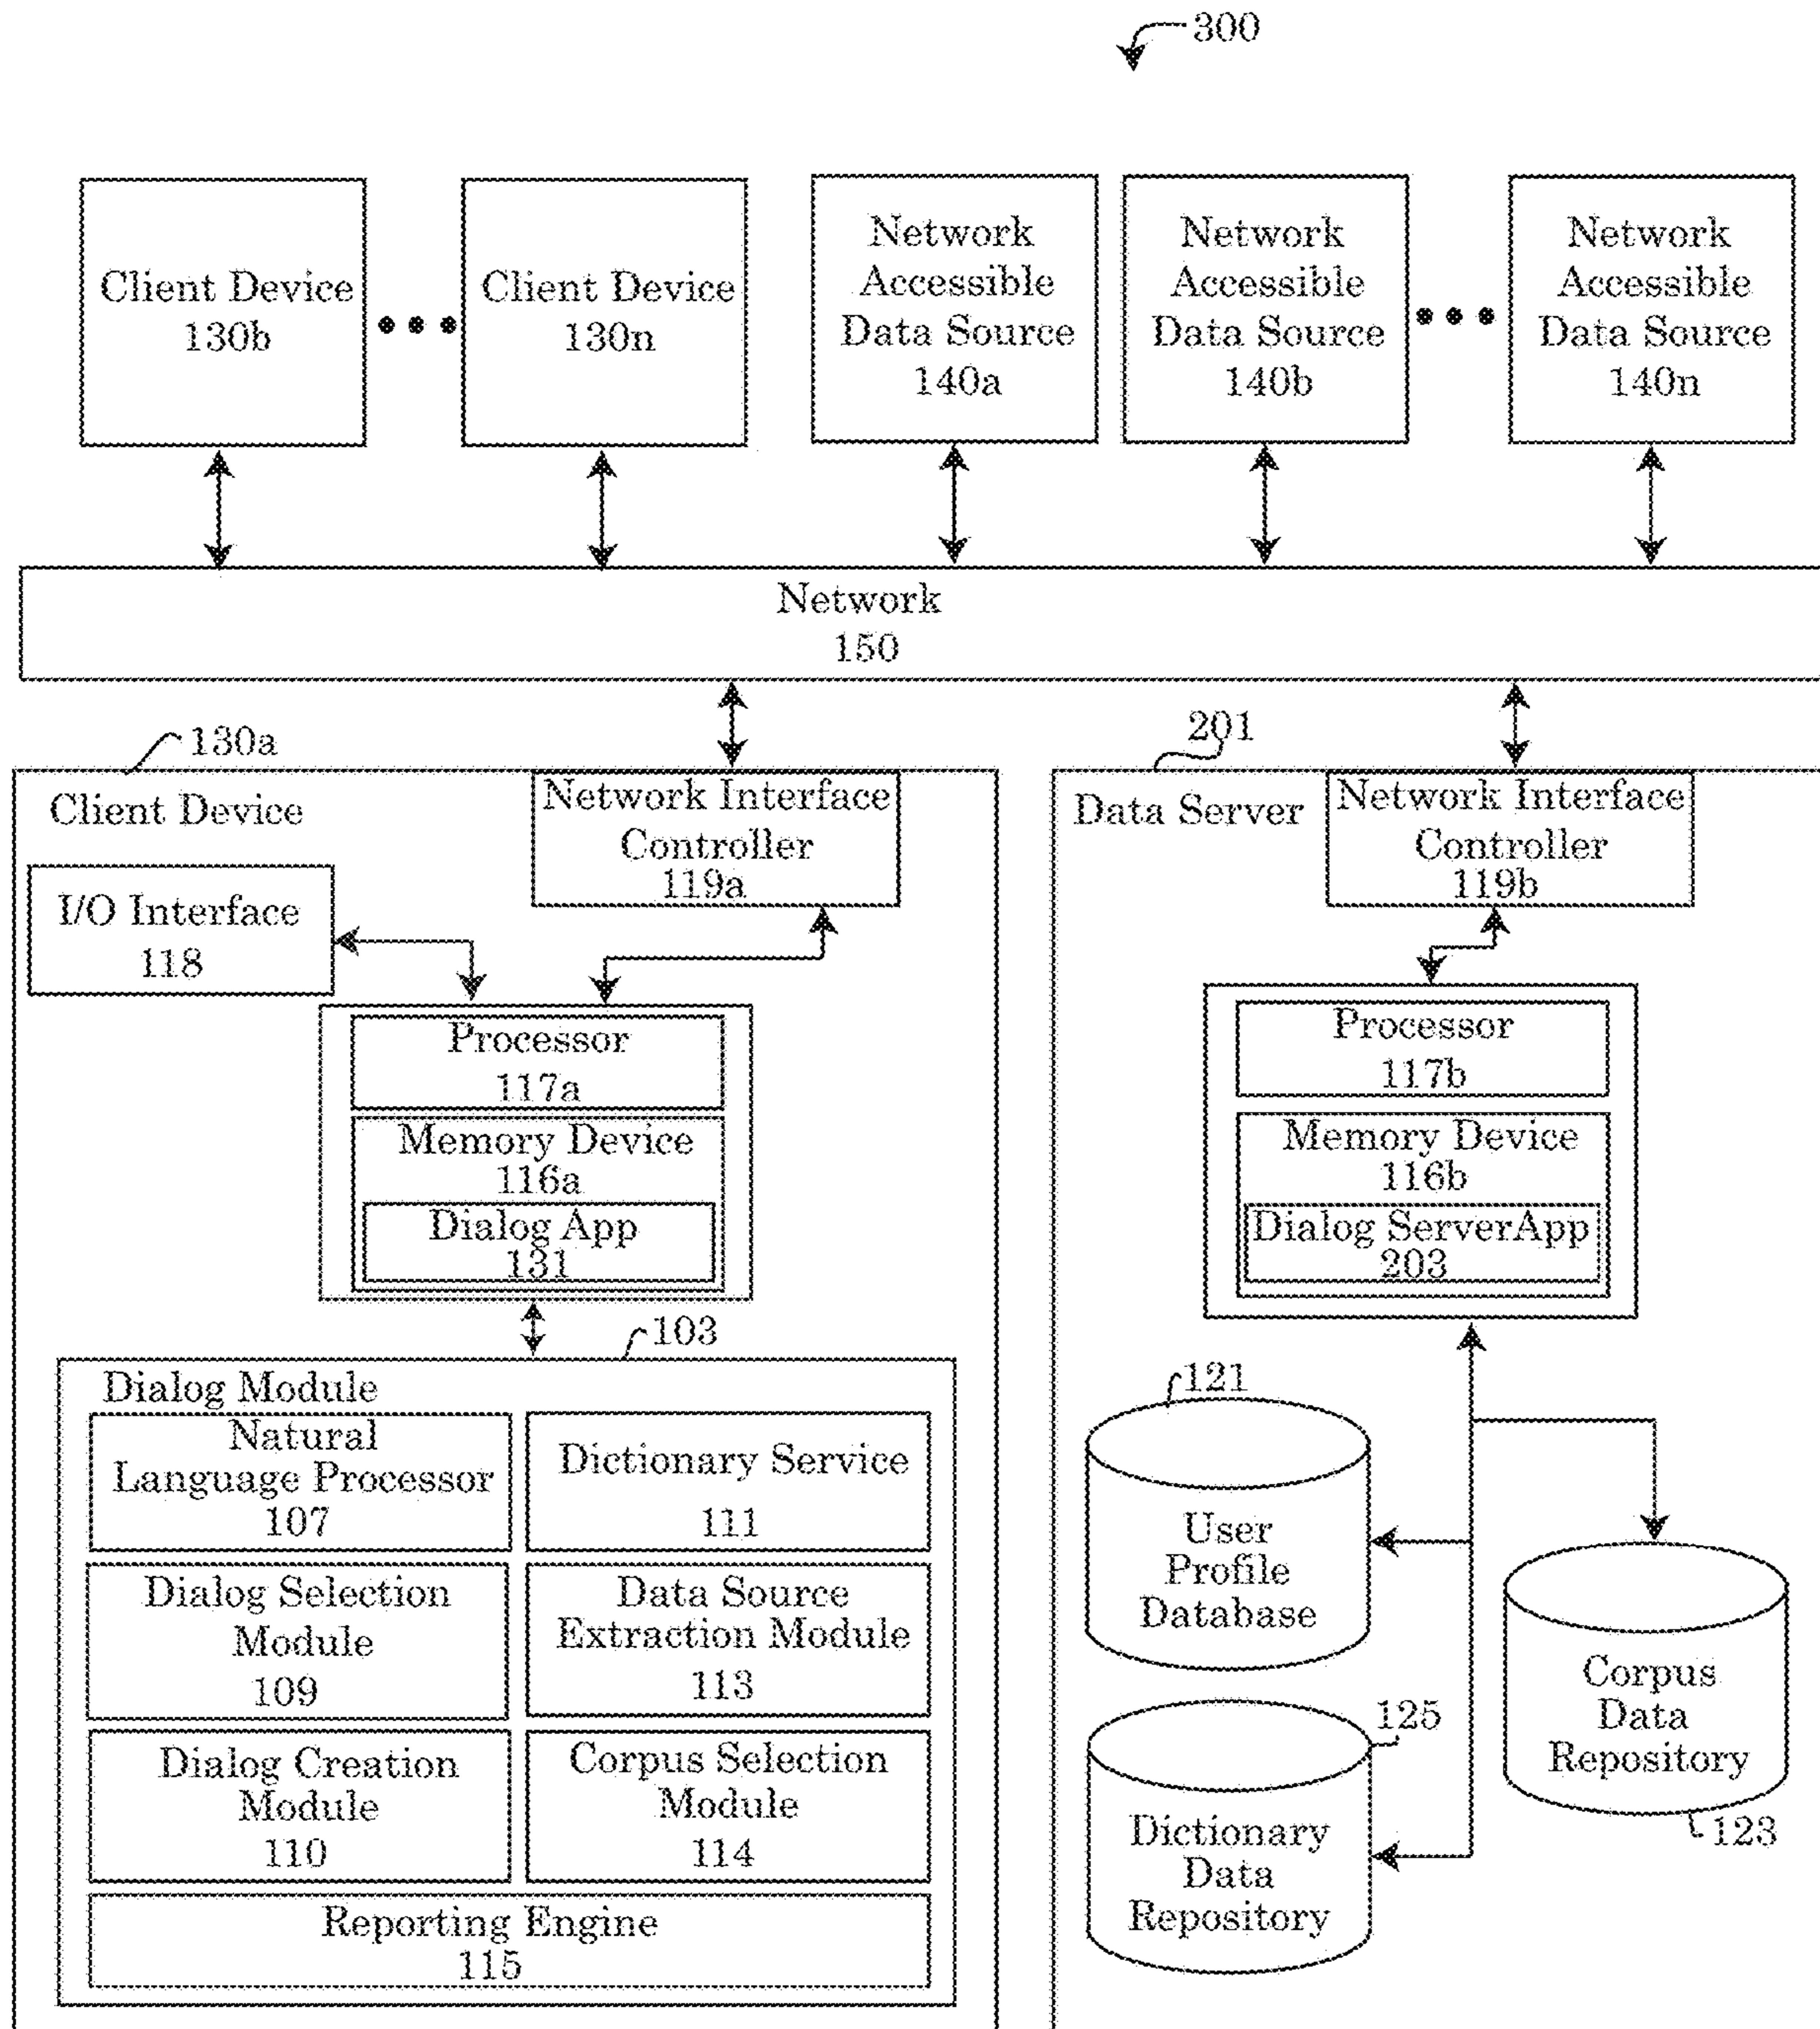 300
Client Device
130b
Client Device
130n
Network
Accessible
Data Source
140a
Network
Accessible
Data Source
140b
Network
Accessible
Data Source
140n
Network
150
130a
Client Device
Network Interface
Controller
119a
I/O Interface
118
Processor
117a
Memory Device
116a
Dialog App
131
103
Dialog Module
Natural
Language Processor
107
Dictionary Service
111
Dialog Selection
Module
109
Data Source
Extraction Module
113
Dialog Creation
Module
110
Corpus Selection
Module
114
Reporting Engine
115
201
Data Server
Network Interface
Controller
119b
Processor
117b
Memory Device
116b
Dialog ServerApp
203
121
User
Profile
Database
Corpus
Data
Repository
123
125
Dictionary
Data
Repository